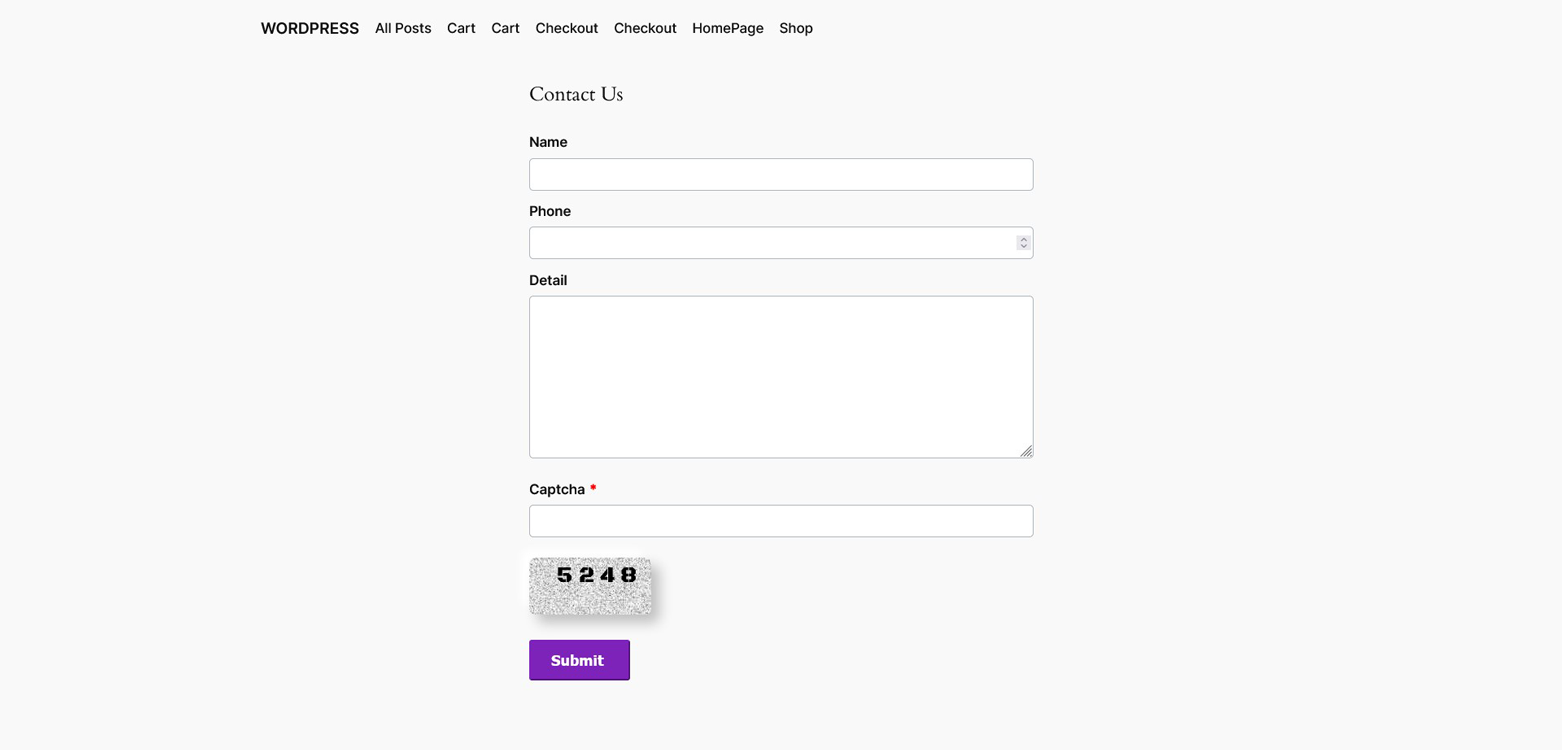 WORDPRESS All Posts Cart Cart Checkout Checkout HomePage Shop
Contact Us
Name
Phone
Detail
Captcha *
5248
Submit